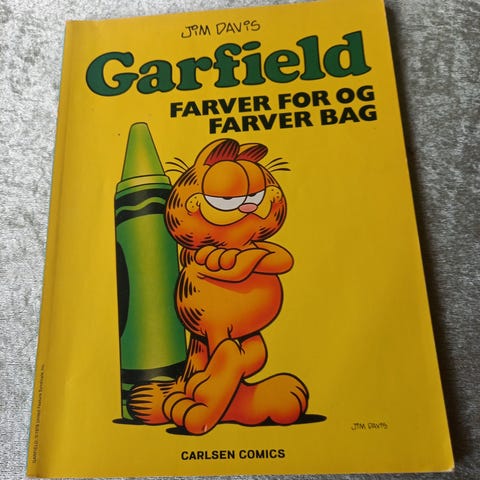 JIM DAVIS
Garfield
FARVER FOR OG
FARVER BAG
JIM DAVIS
CARLSEN COMICS